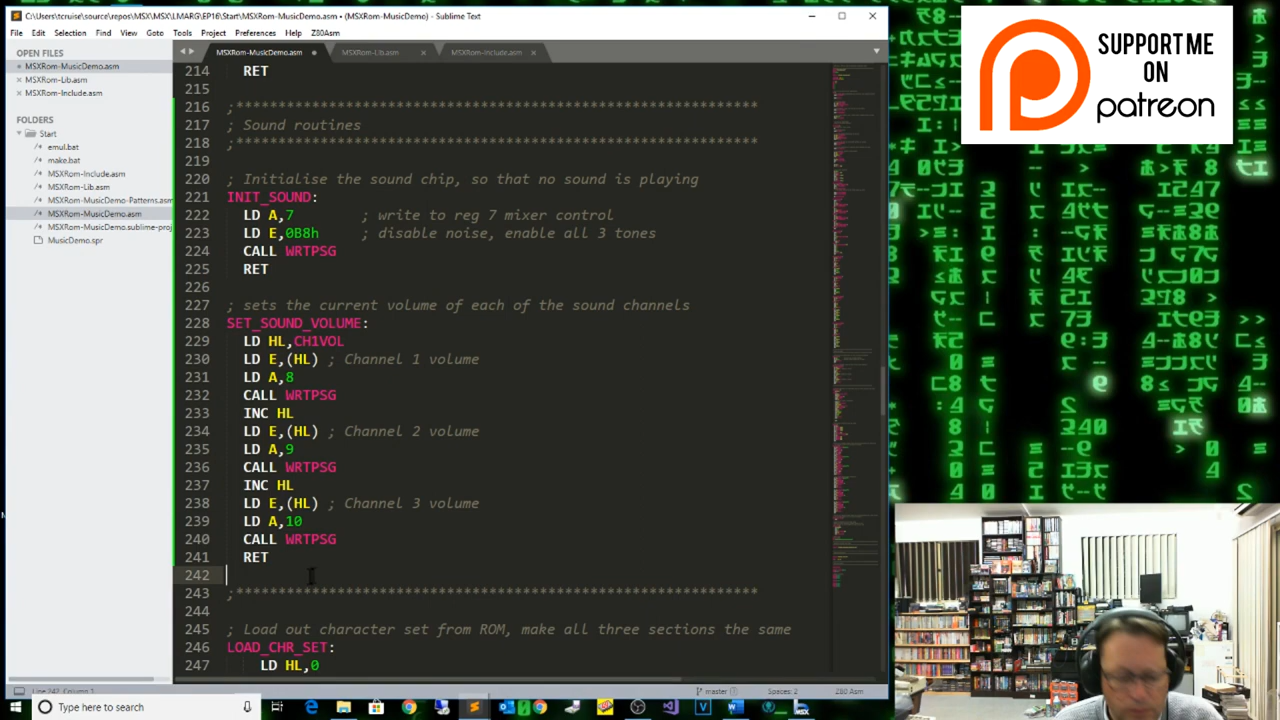 C:\Users\tcruise\source\repos\MSX\MSX\LMARG\EP16\Start\MSXRom-MusicDemo.asm • (MSXRom-MusicDemo) - Sublime Text
File Edit Selection Find View Goto Tools Project Preferences Help Z80Asm
OPEN FILES
MSXRom-MusicDemo.asm
MSXRom-Lib.asm
MSXRom-Include.asm
FOLDERS
Start
emul.bat
make.bat
MSXRom-Include.asm
MSXRom-Lib.asm
MSXRom-MusicDemo-Patterns.asm
MSXRom-MusicDemo.asm
MSXRom-MusicDemo.sublime-proj
MusicDemo.spr
MSXRom-MusicDemo.asm MSXRom-Lib.asm MSXRom-Include.asm
214 RET
215
216 ;**************************************************************
217 ; Sound routines
218 ;**************************************************************
219
220 ; Initialise the sound chip, so that no sound is playing
221 INIT_SOUND:
222 LD A,7 ; write to reg 7 mixer control
223 LD E,0B8h ; disable noise, enable all 3 tones
224 CALL WRTPSG
225 RET
226
227 ; sets the current volume of each of the sound channels
228 SET_SOUND_VOLUME:
229 LD HL,CH1VOL
230 LD E,(HL) ; Channel 1 volume
231 LD A,8
232 CALL WRTPSG
233 INC HL
234 LD E,(HL) ; Channel 2 volume
235 LD A,9
236 CALL WRTPSG
237 INC HL
238 LD E,(HL) ; Channel 3 volume
239 LD A,10
240 CALL WRTPSG
241 RET
242
243 ;**************************************************************
244
245 ; Load out character set from ROM, make all three sections the same
246 LOAD_CHR_SET:
247 LD HL,0
Line 242, Column 1
master
Spaces: 2
Z80 Asm
Type here to search
SUPPORT ME
ON
patreon